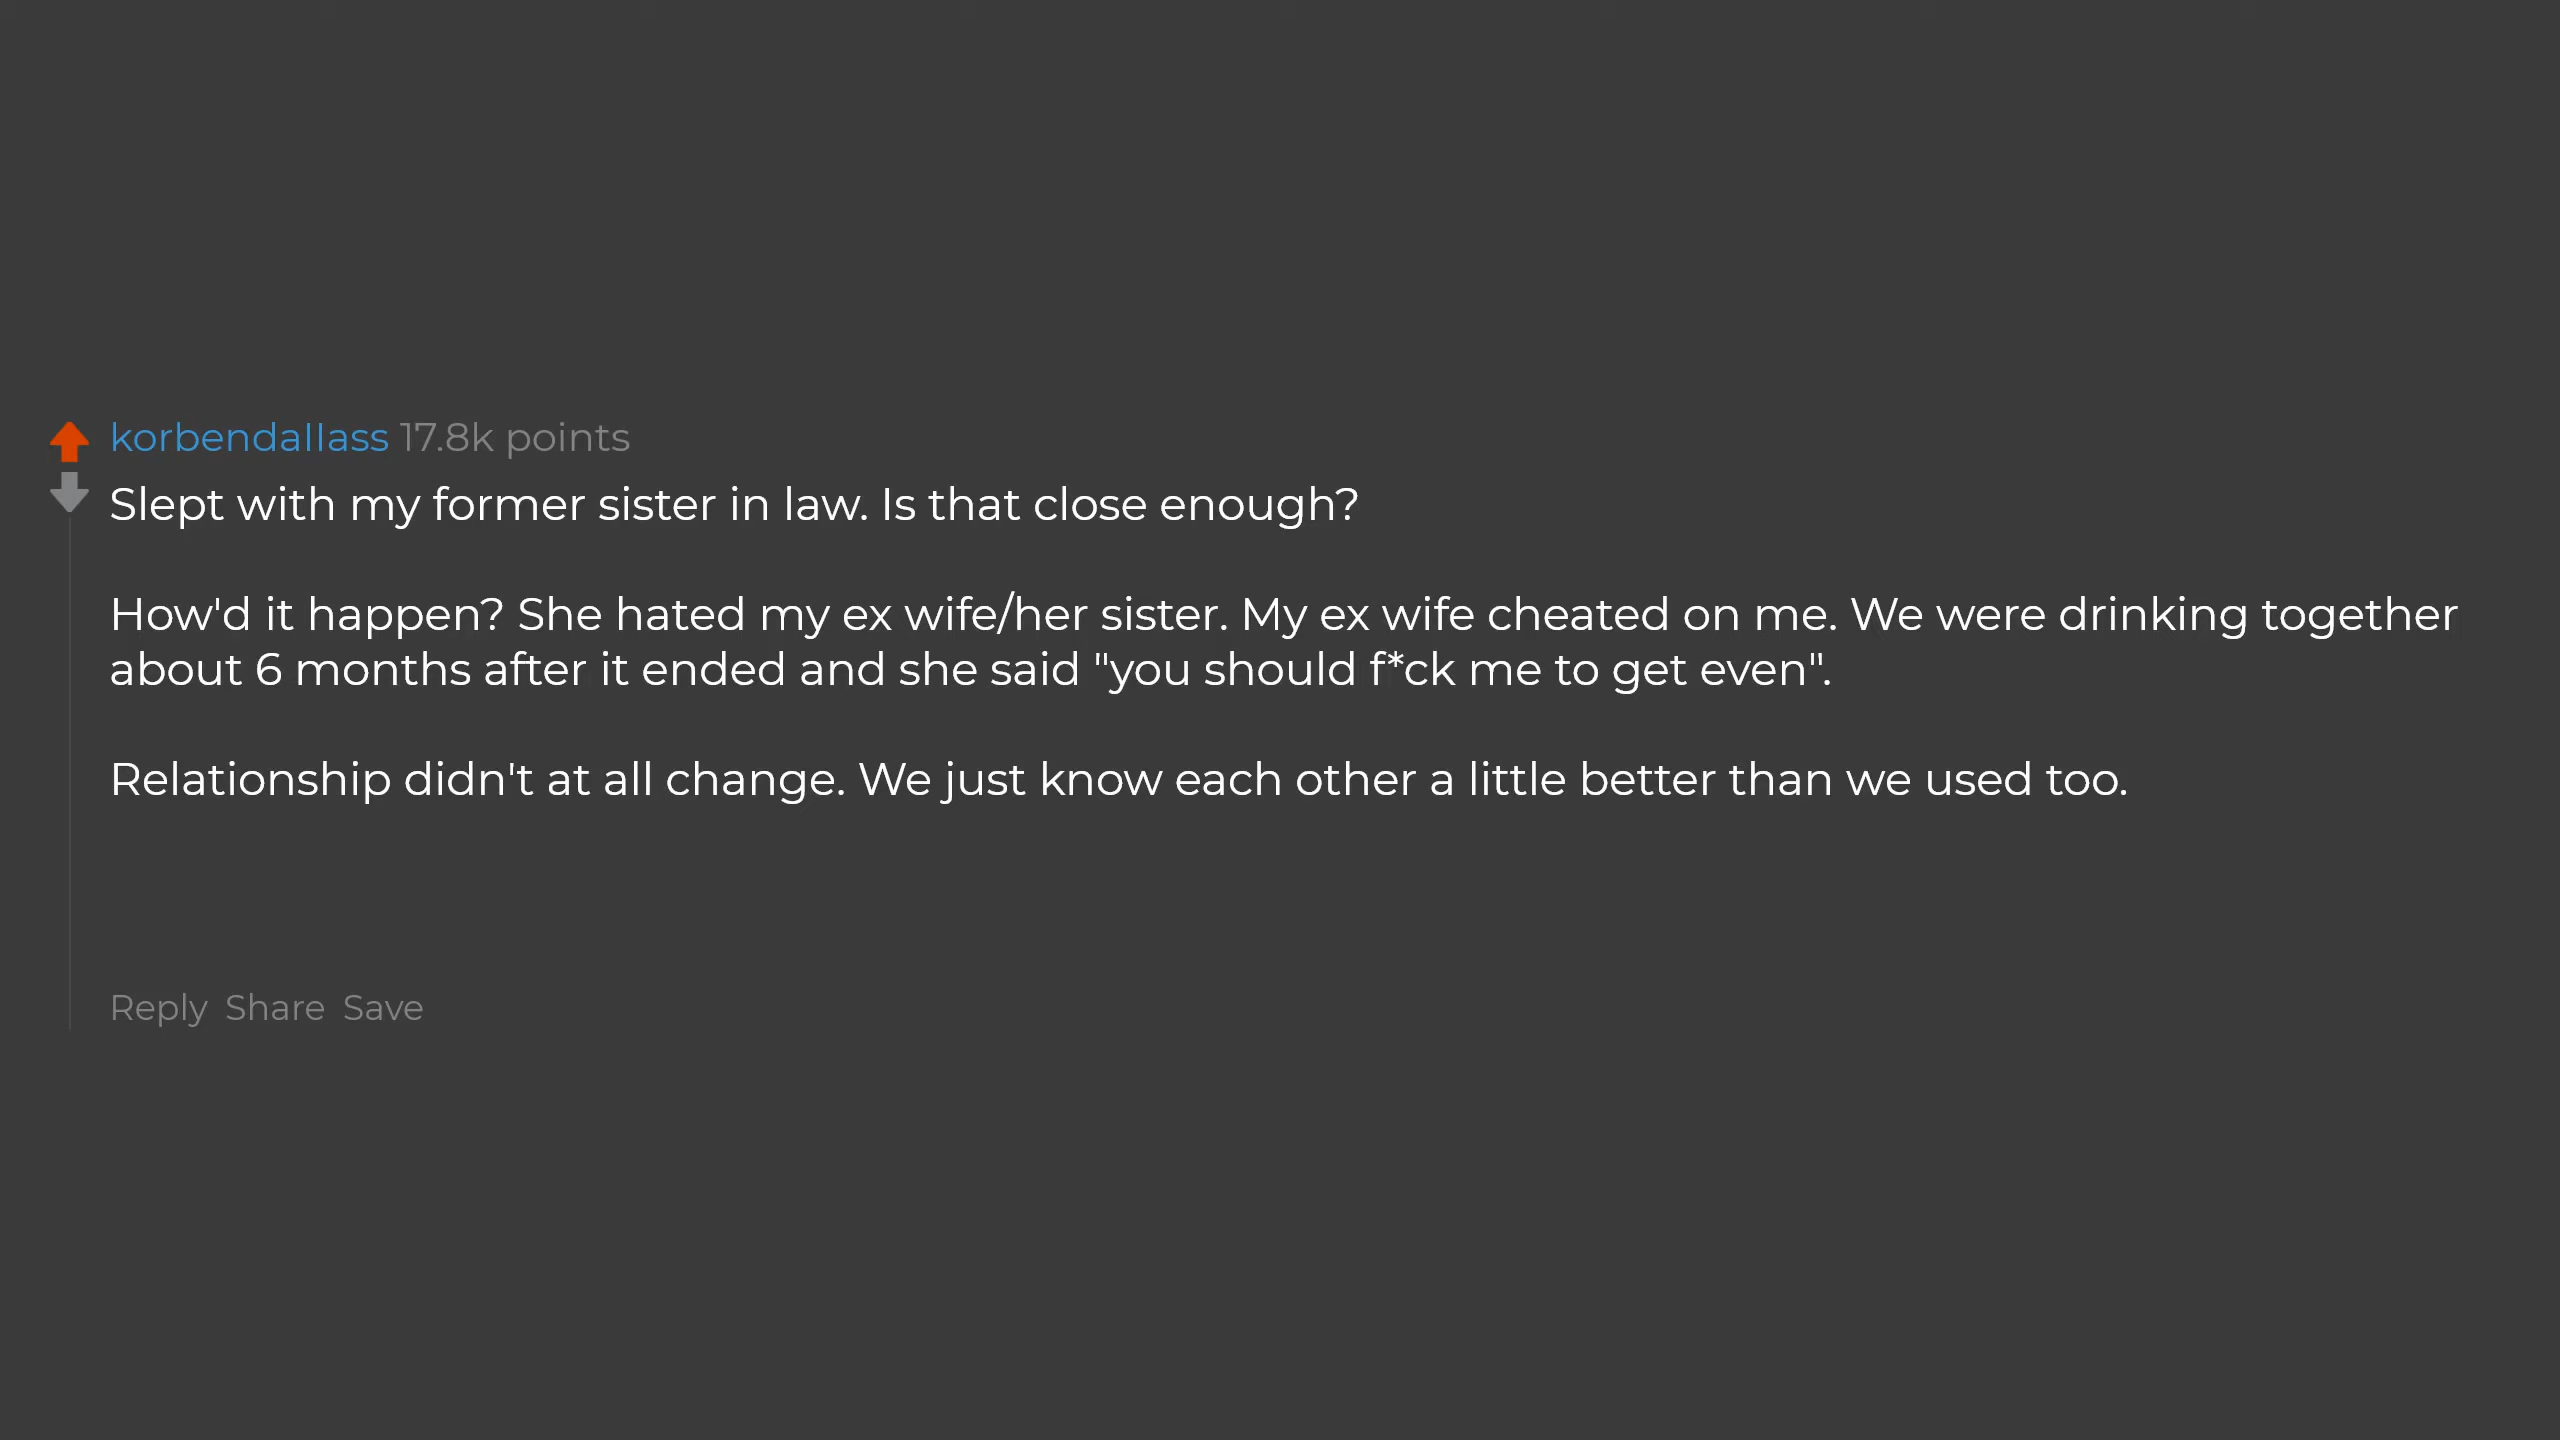 korbendallass 17.8k points
Slept with my former sister in law. Is that close enough?
How'd it happen? She hated my ex wife/her sister. My ex wife cheated on me. We were drinking together
about 6 months after it ended and she said "you should f*ck me to get even".
Relationship didn't at all change. We just know each other a little better than we used too.
Reply Share Save